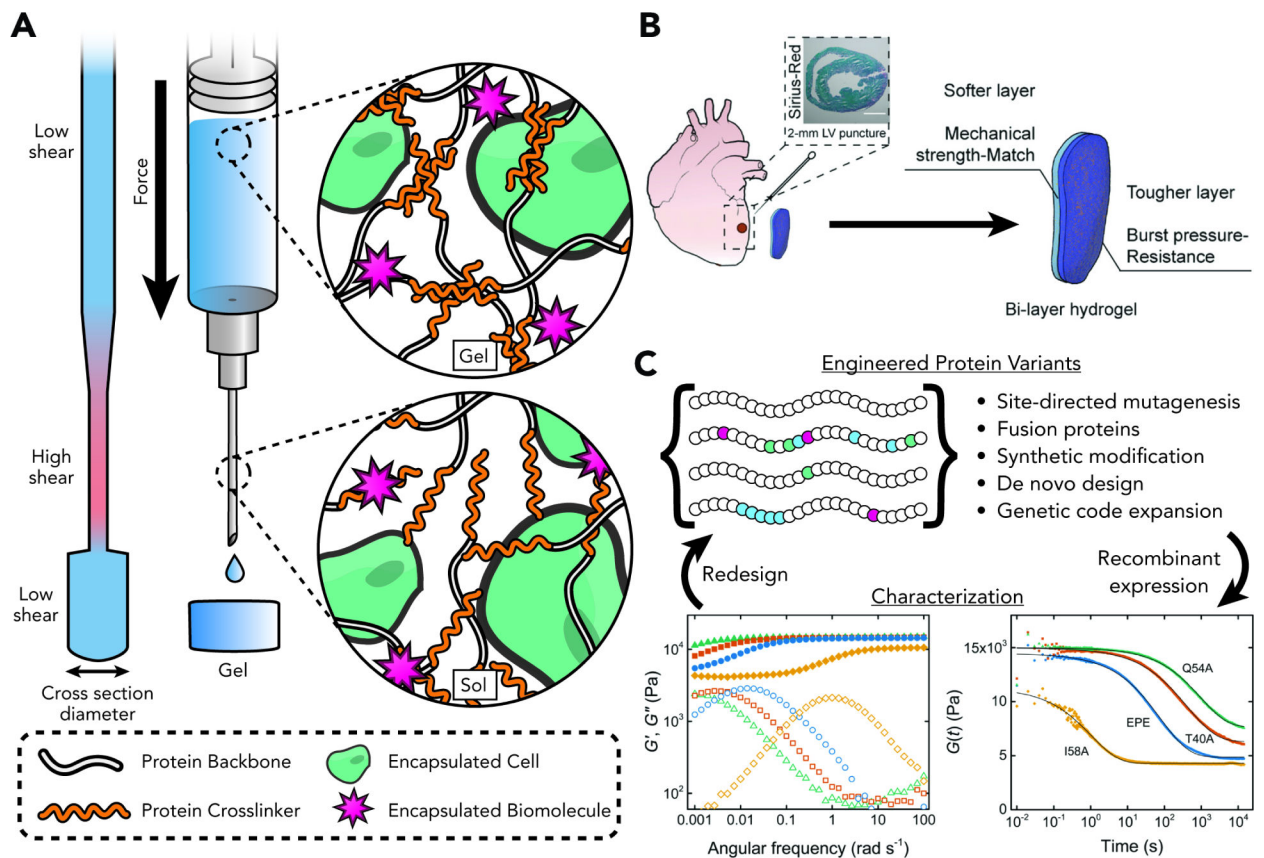 A
Low
shear
High
shear
Low
shear
Cross section
diameter
Force
Gel
Gel
Sol
Protein Backbone
Encapsulated Cell
Protein Crosslinker
Encapsulated Biomolecule
B
Sirius-Red
2-mm LV puncture
Softer layer
Mechanical
strength-Match
Tougher layer
Burst pressure-
Resistance
Bi-layer hydrogel
C
Engineered Protein Variants
• Site-directed mutagenesis
• Fusion proteins
• Synthetic modification
• De novo design
• Genetic code expansion
Redesign
Recombinant
expression
Characterization
G′, G″ (Pa)
10⁴
10³
10²
0.001 0.01 0.1 1 10 100
Angular frequency (rad s⁻¹)
G(t) (Pa)
15x10³
10
5
0
Q54A
EPE
T40A
I58A
10⁻² 10⁻¹ 10⁰ 10¹ 10² 10³ 10⁴
Time (s)